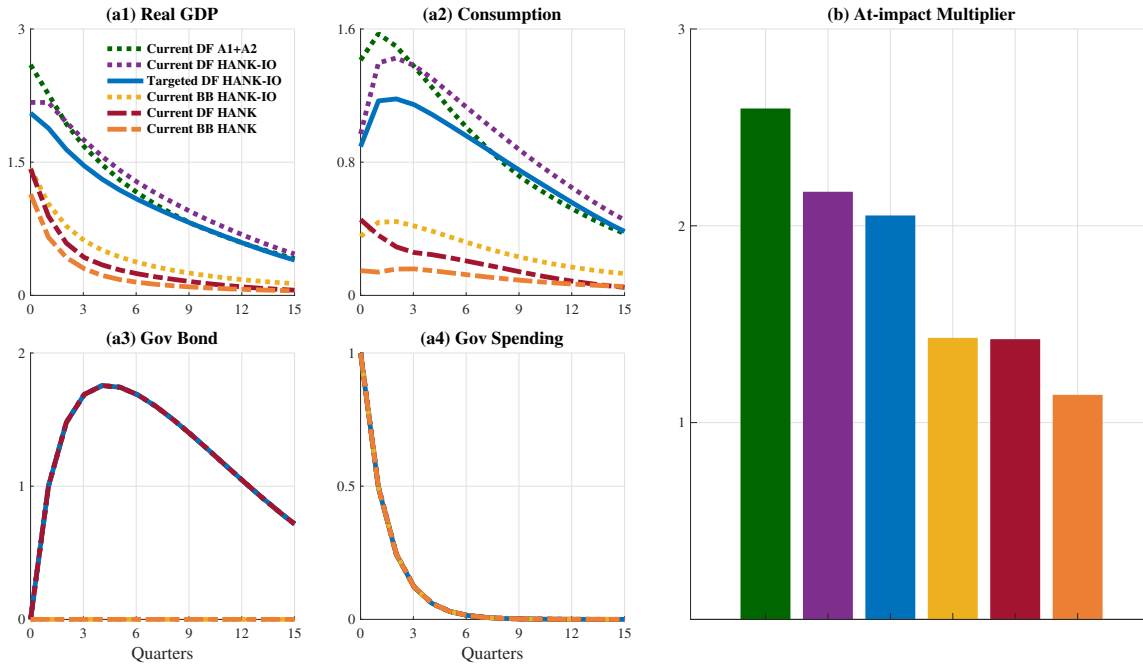 (a1) Real GDP
3
1.5
0
Current DF A1+A2
Current DF HANK-IO
Targeted DF HANK-IO
Current BB HANK-IO
Current DF HANK
Current BB HANK
0 3 6 9 12 15
(a2) Consumption
1.6
0.8
0
0 3 6 9 12 15
(a3) Gov Bond
2
1
0
0 3 6 9 12 15
Quarters
(a4) Gov Spending
1
0.5
0
0 3 6 9 12 15
Quarters
(b) At-impact Multiplier
3
2
1